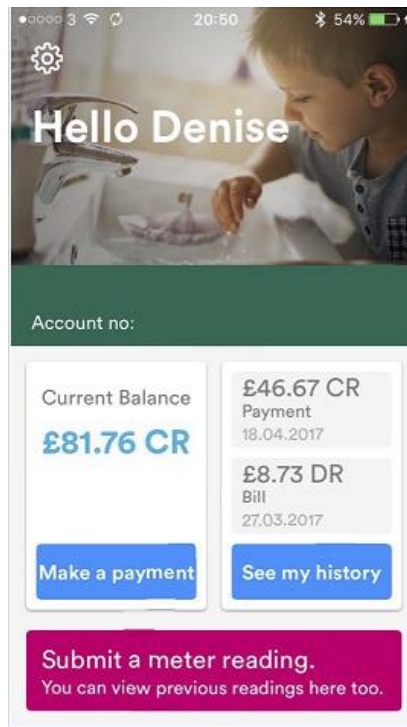 3 20:50 54%
Hello Denise
Account no:
Current Balance
£81.76 CR
Make a payment
£46.67 CR
Payment
18.04.2017
£8.73 DR
Bill
27.03.2017
See my history
Submit a meter reading.
You can view previous readings here too.